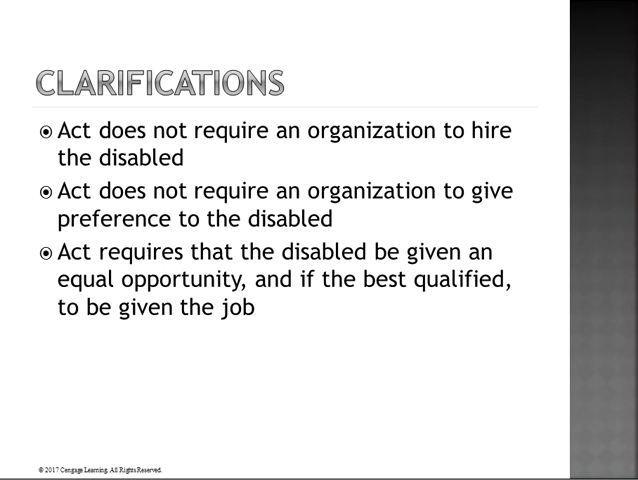 CLARIFICATIONS
Act does not require an organization to hire
the disabled
Act does not require an organization to give
preference to the disabled
Act requires that the disabled be given an
equal opportunity, and if the best qualified,
to be given the job
© 2017 Cengage Learning. All Rights Reserved.